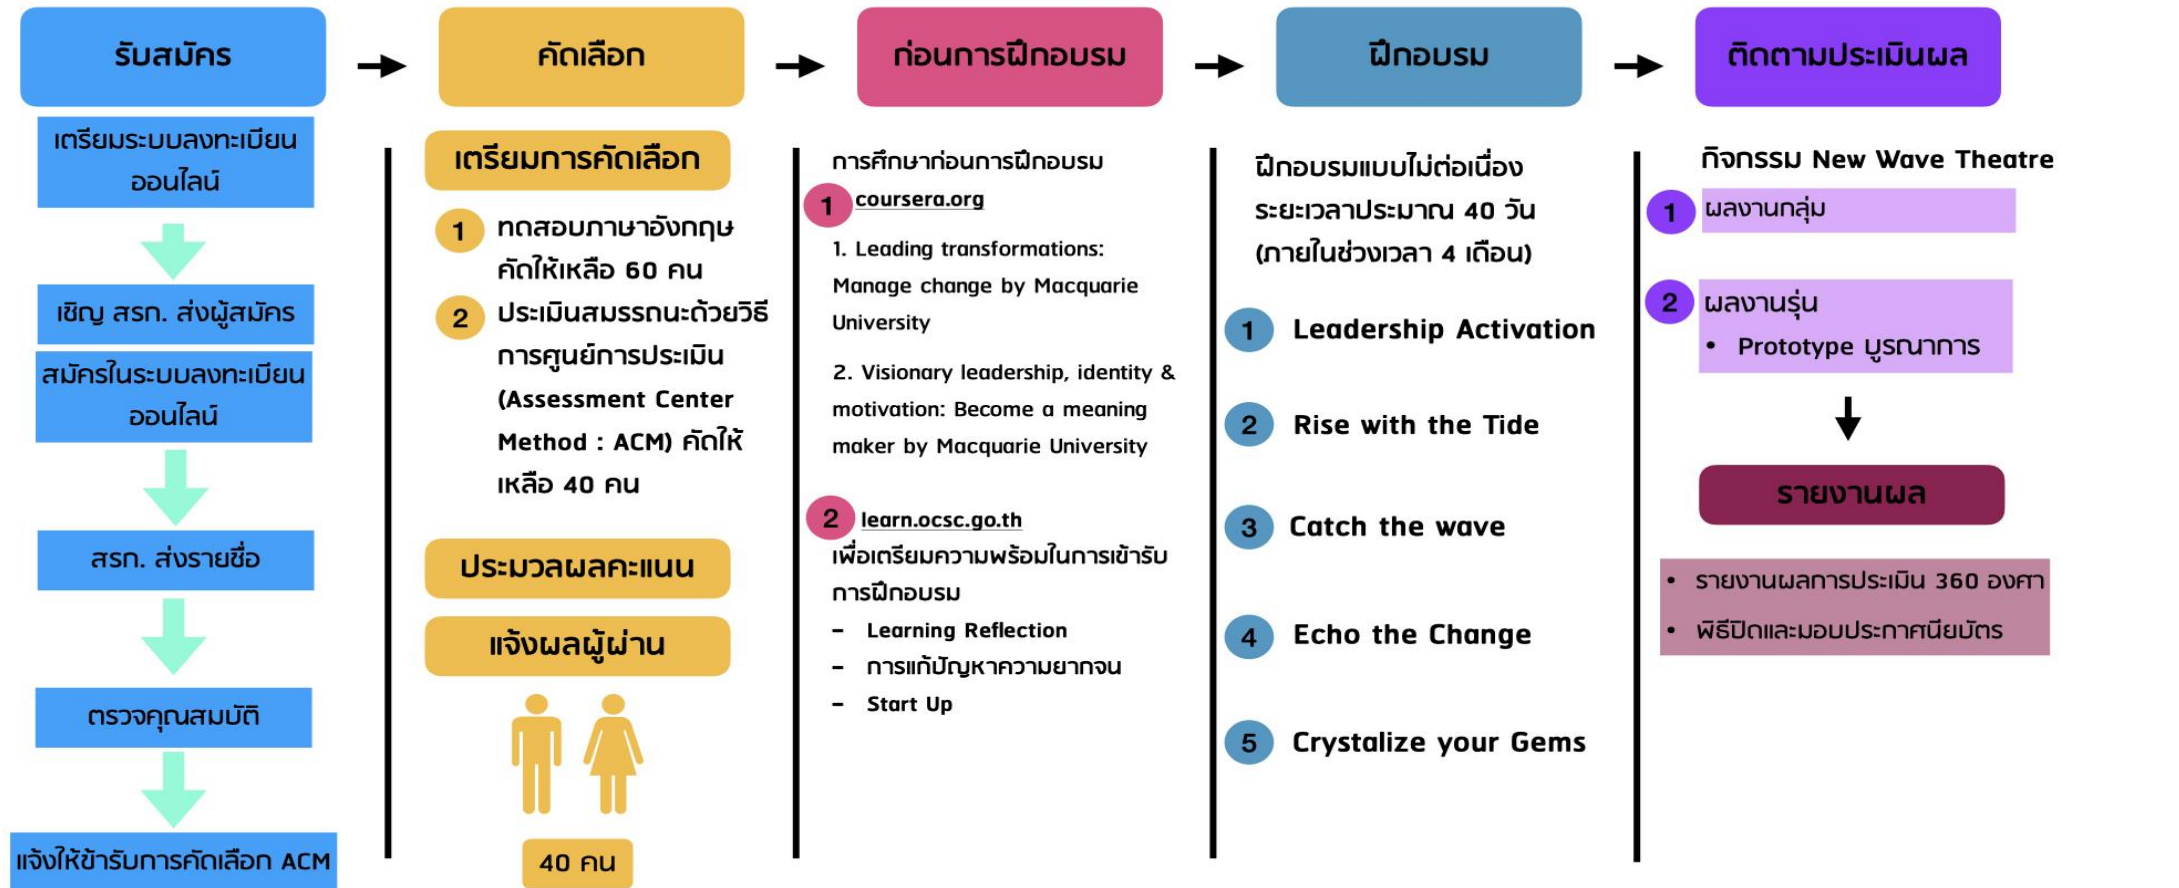 รับสมัคร
เตรียมระบบลงทะเบียน
ออนไลน์
เชิญ สรก. ส่งผู้สมัคร
สมัครในระบบลงทะเบียน
ออนไลน์
สรก. ส่งรายชื่อ
ตรวจคุณสมบัติ
แจ้งให้ข้ารับการคัดเลือก ACM
คัดเลือก
เตรียมการคัดเลือก
1 ทดสอบภาษาอังกฤษ
คัดให้เหลือ 60 คน
2 ประเมินสมรรถนะด้วยวิธี
การศูนย์การประเมิน
(Assessment Center
Method : ACM) คัดให้
เหลือ 40 คน
ประมวลผลคะแนน
แจ้งผลผู้ผ่าน
40 คน
ก่อนการฝึกอบรม
การศึกษาก่อนการฝึกอบรม
1 coursera.org
1. Leading transformations:
Manage change by Macquarie
University
2. Visionary leadership, identity &
motivation: Become a meaning
maker by Macquarie University
2 learn.ocsc.go.th
เพื่อเตรียมความพร้อมในการเข้ารับ
การฝึกอบรม
– Learning Reflection
– การแก้ปัญหาความยากจน
– Start Up
ฝึกอบรม
ฝึกอบรมแบบไม่ต่อเนื่อง
ระยะเวลาประมาณ 40 วัน
(ภายในช่วงเวลา 4 เดือน)
1 Leadership Activation
2 Rise with the Tide
3 Catch the wave
4 Echo the Change
5 Crystalize your Gems
ติดตามประเมินผล
กิจกรรม New Wave Theatre
1 ผลงานกลุ่ม
2 ผลงานรุ่น
• Prototype บูรณาการ
รายงานผล
• รายงานผลการประเมิน 360 องศา
• พิธีปิดและมอบประกาศนียบัตร